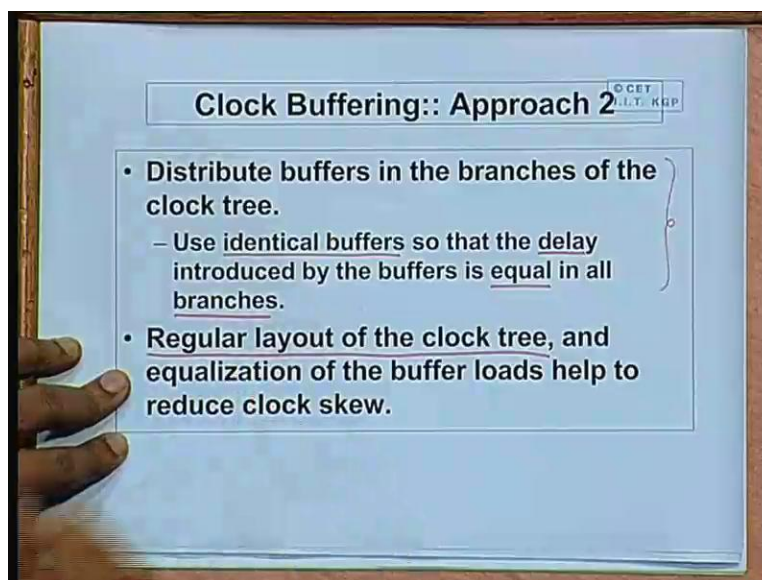 Clock Buffering:: Approach 2
© CET
I.I.T. KGP
• Distribute buffers in the branches of the
clock tree.
– Use identical buffers so that the delay
introduced by the buffers is equal in all
branches.
• Regular layout of the clock tree, and
equalization of the buffer loads help to
reduce clock skew.